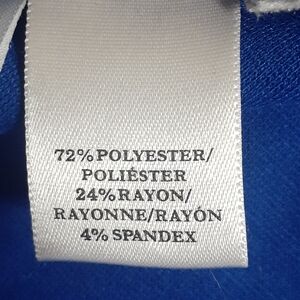 72% POLYESTER/
POLIÉSTER
24% RAYON/
RAYONNE/RAYÓN
4% SPANDEX